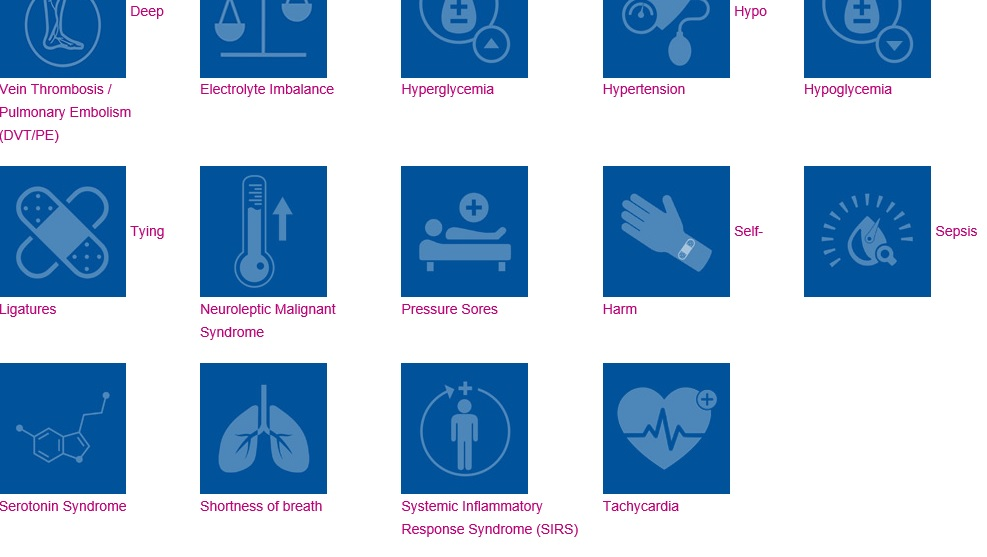 Deep
Hypo
Vein Thrombosis /
Pulmonary Embolism
(DVT/PE)
Electrolyte Imbalance
Hyperglycemia
Hypertension
Hypoglycemia
Tying
Self-
Sepsis
Ligatures
Neuroleptic Malignant
Syndrome
Pressure Sores
Harm
Serotonin Syndrome
Shortness of breath
Systemic Inflammatory
Response Syndrome (SIRS)
Tachycardia